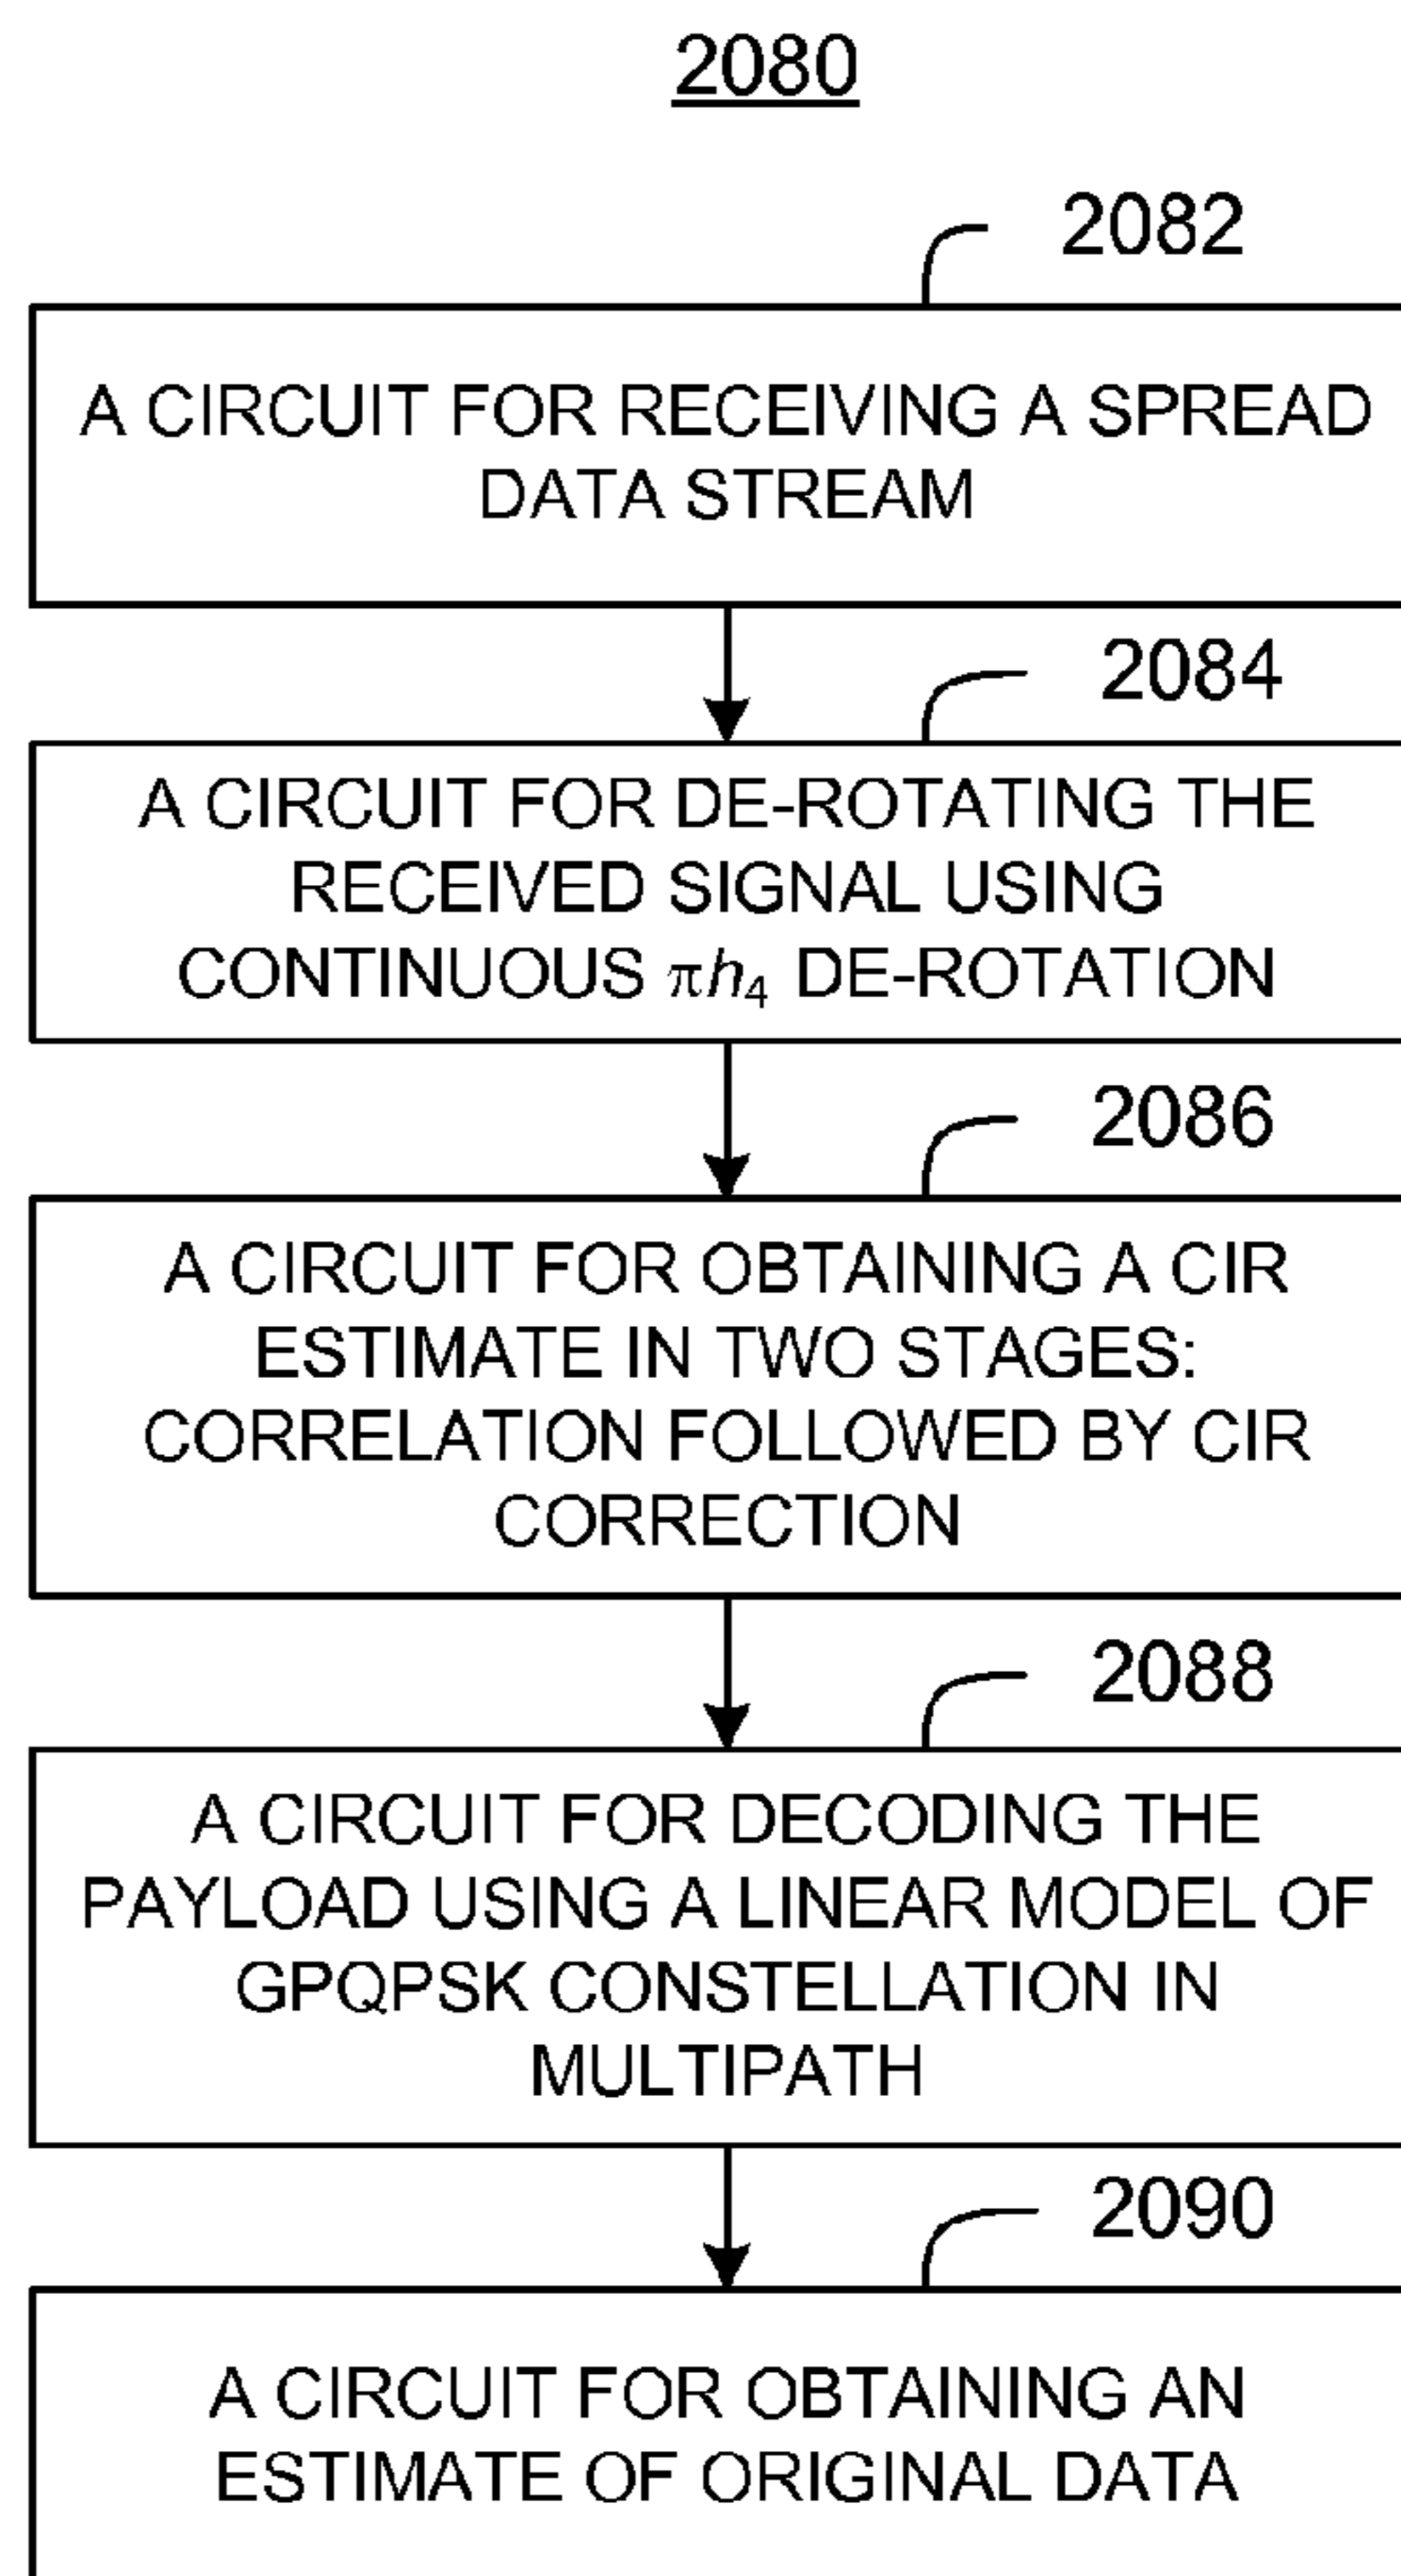 2080
2082
A CIRCUIT FOR RECEIVING A SPREAD
DATA STREAM
2084
A CIRCUIT FOR DE-ROTATING THE
RECEIVED SIGNAL USING
CONTINUOUS πh₄ DE-ROTATION
2086
A CIRCUIT FOR OBTAINING A CIR
ESTIMATE IN TWO STAGES:
CORRELATION FOLLOWED BY CIR
CORRECTION
2088
A CIRCUIT FOR DECODING THE
PAYLOAD USING A LINEAR MODEL OF
GPQPSK CONSTELLATION IN
MULTIPATH
2090
A CIRCUIT FOR OBTAINING AN
ESTIMATE OF ORIGINAL DATA